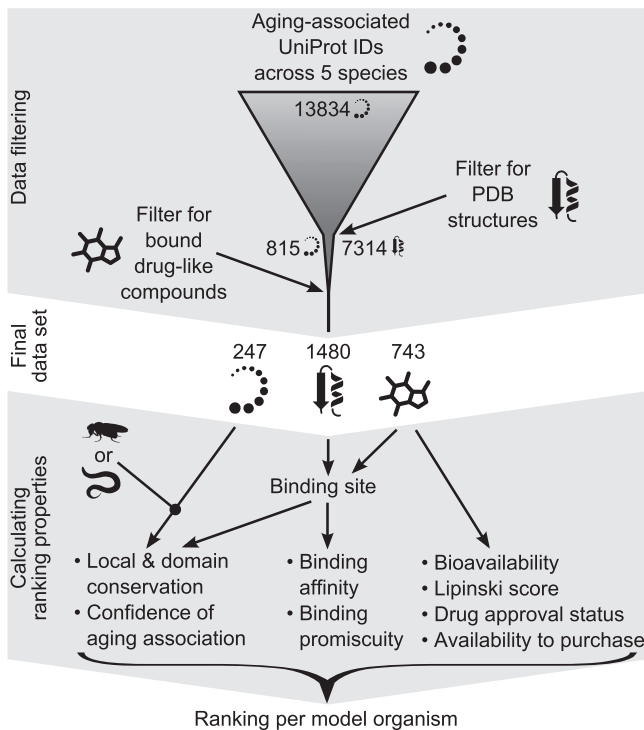 Aging-associated
UniProt IDs
across 5 species
13834
Data filtering
Filter for
PDB
structures
Filter for
bound
drug-like
compounds
815
7314
Final
data set
247
1480
743
or
Binding site
Calculating
ranking properties
• Local & domain
conservation
• Confidence of
aging association
• Binding
affinity
• Binding
promiscuity
• Bioavailability
• Lipinski score
• Drug approval status
• Availability to purchase
Ranking per model organism